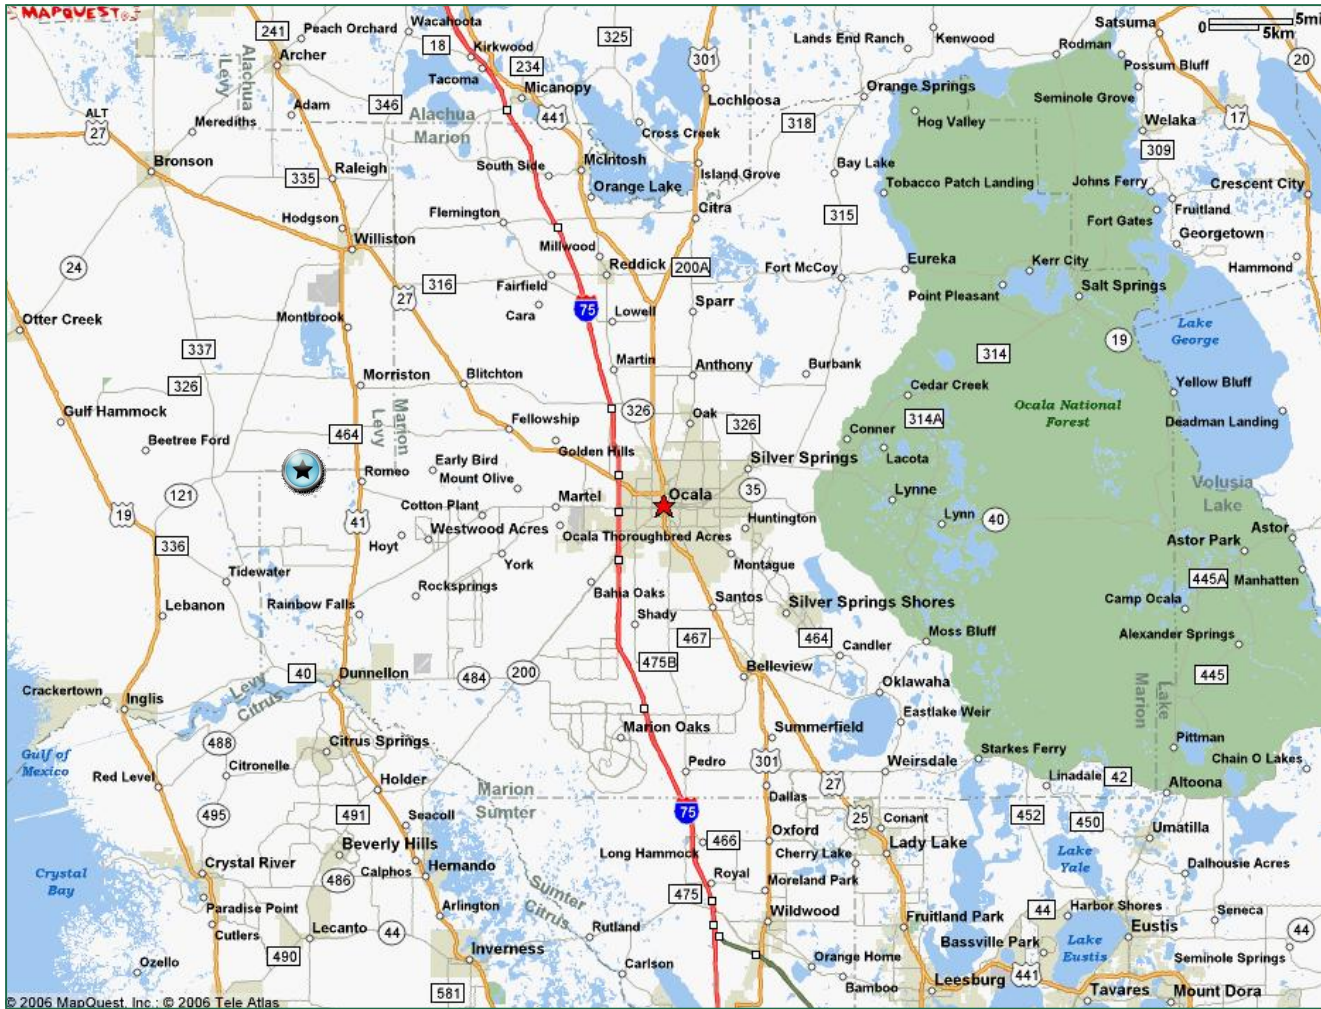 MAPQUEST
Wacahoota
Satsuma
0 5mi
5km
241
Peach Orchard
18
Kirkwood
325
Lands End Ranch
Kenwood
Rodman
Archer
234
301
Possum Bluff
20
Alachua
Levy
Tacoma
Micanopy
Orange Springs
Seminole Grove
ALT
27
Adam
346
Alachua
Marion
441
Lochloosa
Hog Valley
Welaka
17
Merediths
Cross Creek
318
309
Bronson
335
Raleigh
South Side
McIntosh
Island Grove
Bay Lake
Johns Ferry
Crescent City
Orange Lake
Tobacco Patch Landing
Hodgson
Flemington
Citra
315
Fruitland
Fort Gates
Williston
Millwood
Georgetown
24
Reddick
200A
Fort McCoy
Eureka
Kerr City
Hammond
27
316
Fairfield
Point Pleasant
Salt Springs
Otter Creek
Montbrook
Cara
75
Lowell
Sparr
Lake
George
337
314
19
326
Morriston
Blitchton
Martin
Anthony
Burbank
Cedar Creek
Yellow Bluff
Gulf Hammock
Marion
Levy
Fellowship
326
Oak
326
314A
Ocala National
Forest
Deadman Landing
Beetree Ford
464
Golden Hills
Conner
Romeo
Early Bird
Silver Springs
Lacota
121
Mount Olive
Volusia
Lake
Cotton Plant
Martel
Ocala
35
Lynne
19
41
Westwood Acres
Huntington
Lynn
40
Astor
336
Hoyt
Ocala Thoroughbred Acres
Astor Park
Tidewater
York
Montague
445A
Manhatten
Rocksprings
Bahia Oaks
Santos
Silver Springs Shores
Camp Ocala
Lebanon
Rainbow Falls
Shady
467
464
Moss Bluff
Alexander Springs
Candler
40
Dunnellon
484
200
475B
Belleview
445
Crackertown
Inglis
Levy
Citrus
Oklawaha
Marion
Lake
Eastlake Weir
488
Citrus Springs
Marion Oaks
Summerfield
Pittman
Gulf of
Mexico
Starkes Ferry
Red Level
Citronelle
Holder
Pedro
301
Weirsdale
Chain O Lakes
27
Linadale
42
Altoona
Marion
Sumter
Dallas
495
491
Seacoll
75
25
Conant
452
450
Umatilla
Beverly Hills
466
Oxford
Long Hammock
Cherry Lake
Lady Lake
Lake
Yale
Crystal River
486
Calphos
Hernando
Dalhousie Acres
Crystal
Bay
Royal
Moreland Park
Paradise Point
Sumter
Citrus
475
44
Harbor Shores
Seneca
Arlington
Wildwood
Fruitland Park
Cutlers
Lecanto
44
Rutland
Bassville Park
Lake
Eustis
Eustis
44
490
Inverness
Orange Home
Seminole Springs
Ozello
Carlson
Leesburg
441
581
Bamboo
Tavares
Mount Dora
© 2006 MapQuest, Inc.; © 2006 Tele Atlas